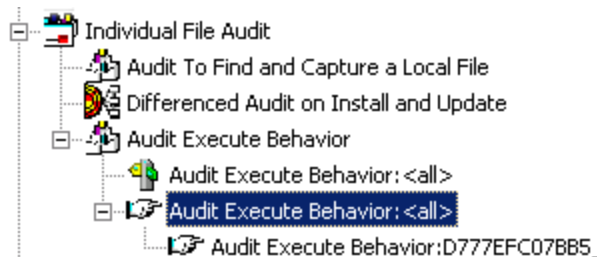 Individual File Audit
Audit To Find and Capture a Local File
Differenced Audit on Install and Update
Audit Execute Behavior
Audit Execute Behavior:<all>
Audit Execute Behavior:<all>
Audit Execute Behavior:D777EFC07BB5_